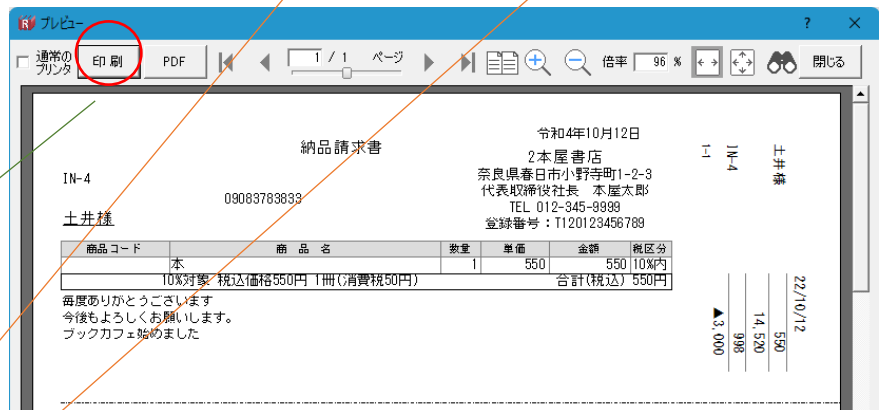 プレビュー
通常の
プリンタ
印刷 PDF 1 / 1 ページ 倍率 96 % 閉じる
納品請求書
令和4年10月12日
2本屋書店
奈良県春日市小野寺町1-2-3
代表取締役社長 本屋太郎
TEL 012-345-9999
登録番号：T120123456789
IN-4
09083783833
土井様
商品コード 商品名 数量 単価 金額 税区分
本 1 550 550 10%内
10%対象 税込価格550円 1冊(消費税50円) 合計(税込) 550円
毎度ありがとうございます
今後もよろしくお願いします。
ブックカフェ始めました
土井様
IN-4
1-1
22/10/12
550
14,520
998
▲3,000